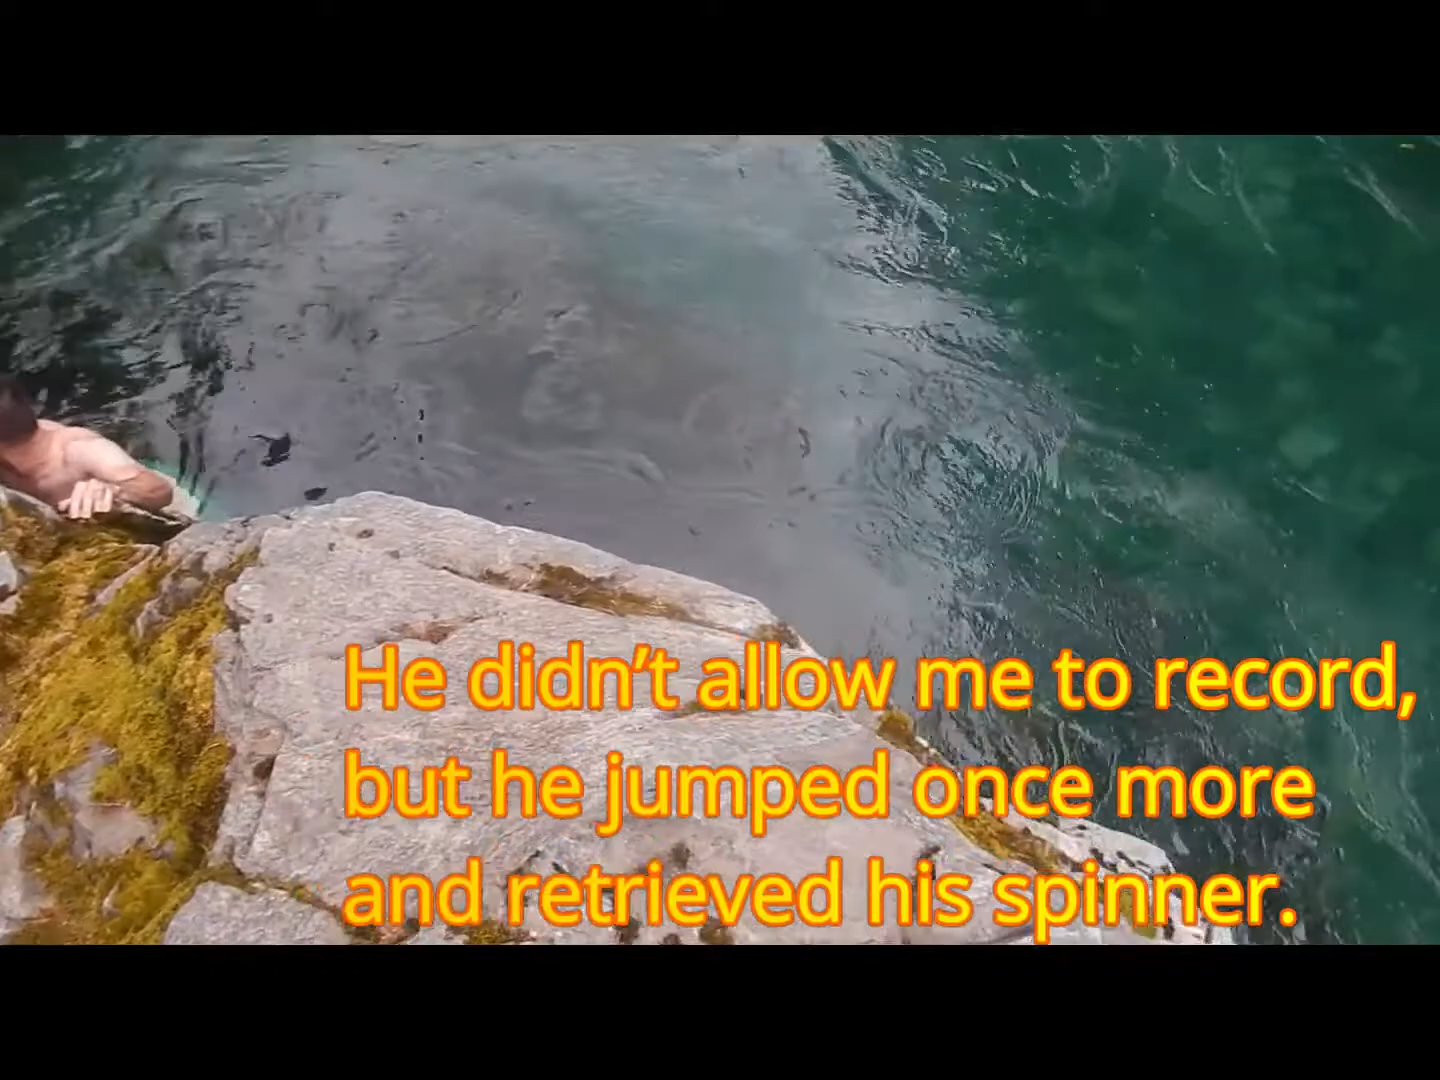 He didn’t allow me to record,
but he jumped once more
and retrieved his spinner.